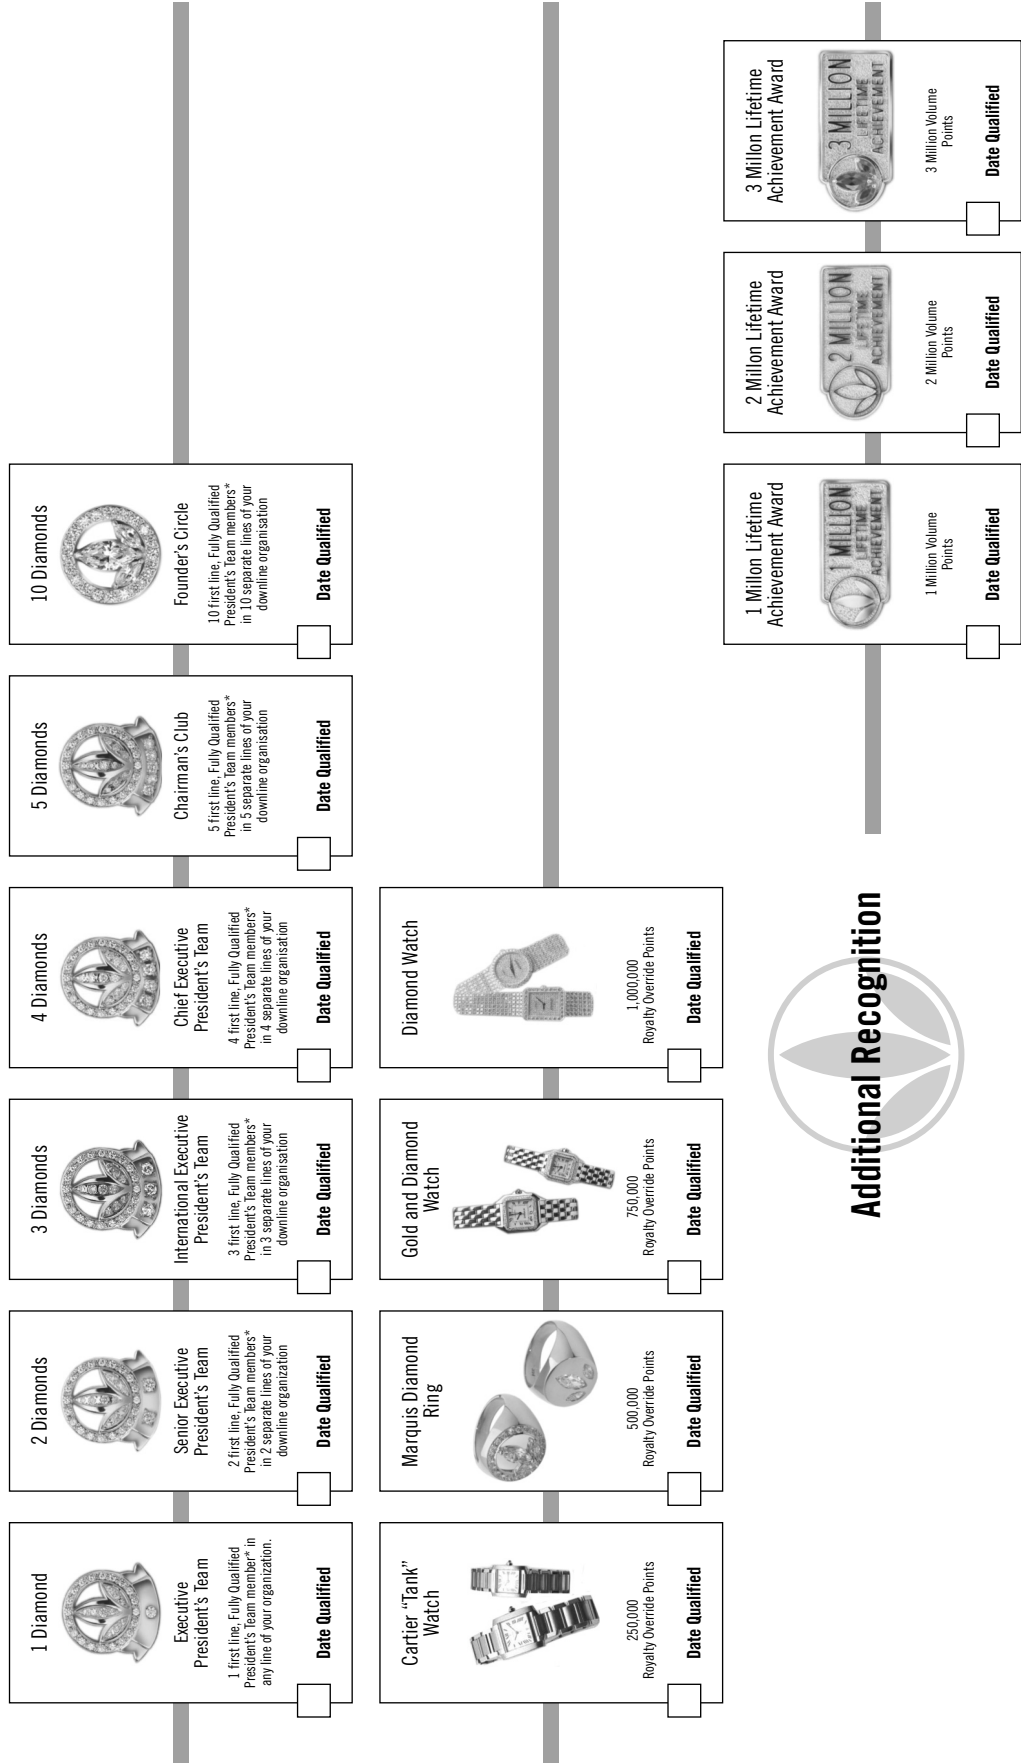 1 Diamond
Executive
President's Team
1 first line, Fully Qualified
President's Team member* in
any line of your organization.
Date Qualified
2 Diamonds
Senior Executive
President's Team
2 first line, Fully Qualified
President's Team members*
in 2 separate lines of your
downline organization
Date Qualified
3 Diamonds
International Executive
President's Team
3 first line, Fully Qualified
President's Team members*
in 3 separate lines of your
downline organisation
Date Qualified
4 Diamonds
Chief Executive
President's Team
4 first line, Fully Qualified
President's Team members*
in 4 separate lines of your
downline organisation
Date Qualified
5 Diamonds
Chairman's Club
5 first line, Fully Qualified
President's Team members*
in 5 separate lines of your
downline organisation
Date Qualified
10 Diamonds
Founder's Circle
10 first line, Fully Qualified
President's Team members*
in 10 separate lines of your
downline organisation
Date Qualified
Cartier "Tank"
Watch
250,000
Royalty Override Points
Date Qualified
Marquis Diamond
Ring
500,000
Royalty Override Points
Date Qualified
Gold and Diamond
Watch
750,000
Royalty Override Points
Date Qualified
Diamond Watch
1,000,000
Royalty Override Points
Date Qualified
Additional Recognition
1 Millon Lifetime
Achievement Award
1 MILLION
LIFETIME
ACHIEVEMENT
1 Million Volume
Points
Date Qualified
2 Millon Lifetime
Achievement Award
2 MILLION
LIFETIME
ACHIEVEMENT
2 Million Volume
Points
Date Qualified
3 Millon Lifetime
Achievement Award
3 MILLION
LIFETIME
ACHIEVEMENT
3 Million Volume
Points
Date Qualified